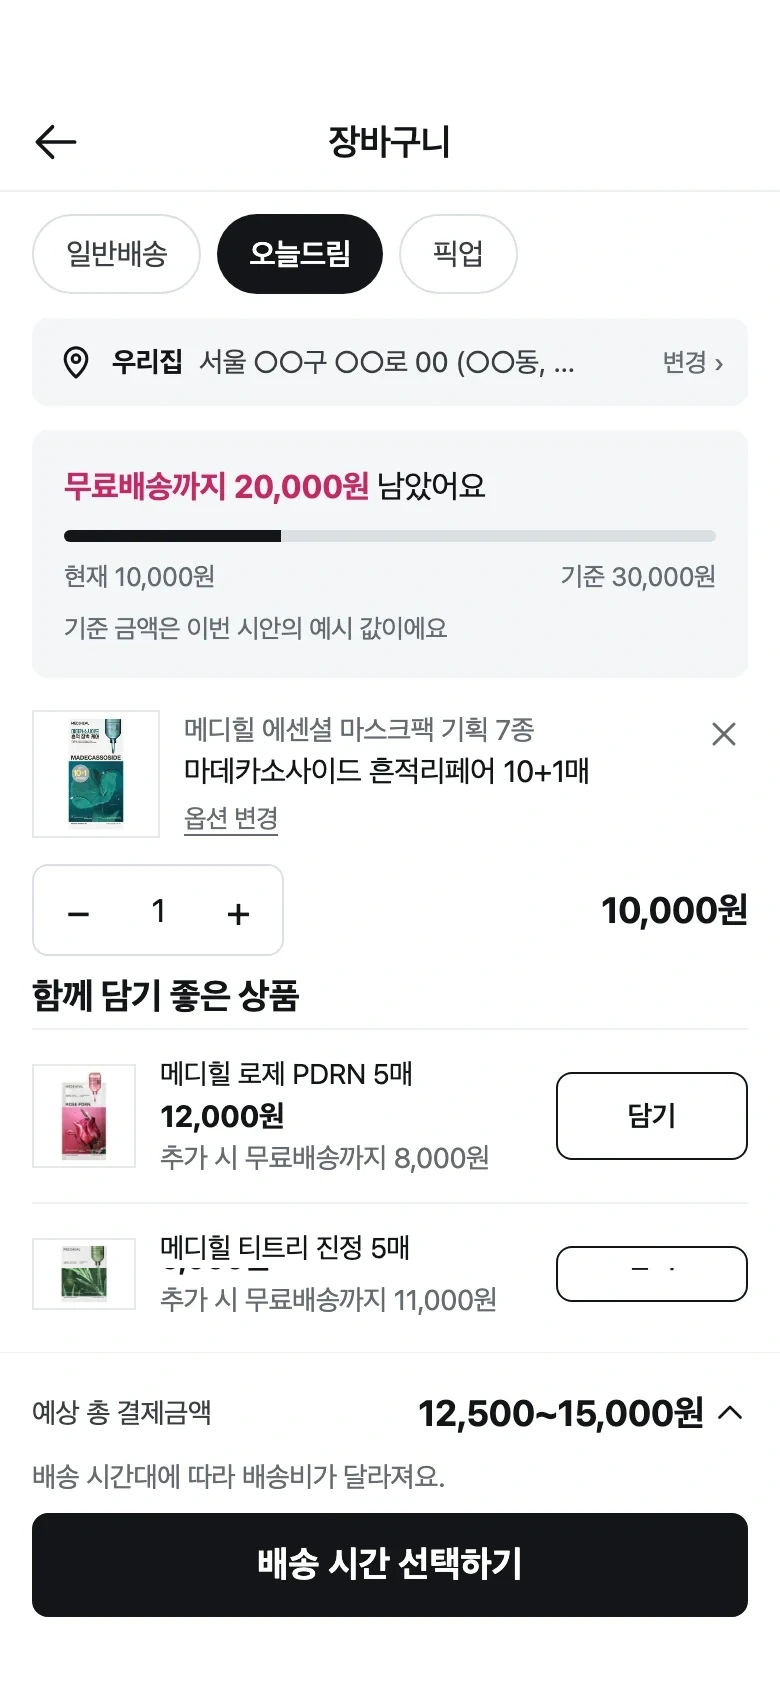 장바구니
일반배송 오늘드림 픽업
우리집 서울 ○○구 ○○로 00 (○○동, ... 변경 ›
무료배송까지 20,000원 남았어요
현재 10,000원 기준 30,000원
기준 금액은 이번 시안의 예시 값이에요
메디힐 에센셜 마스크팩 기획 7종
마데카소사이드 흔적리페어 10+1매
옵션 변경
MADECASSOSIDE
− 1 + 10,000원
함께 담기 좋은 상품
메디힐 로제 PDRN 5매
12,000원 담기
추가 시 무료배송까지 8,000원
메디힐 티트리 진정 5매
추가 시 무료배송까지 11,000원
예상 총 결제금액 12,500~15,000원
배송 시간대에 따라 배송비가 달라져요.
배송 시간 선택하기